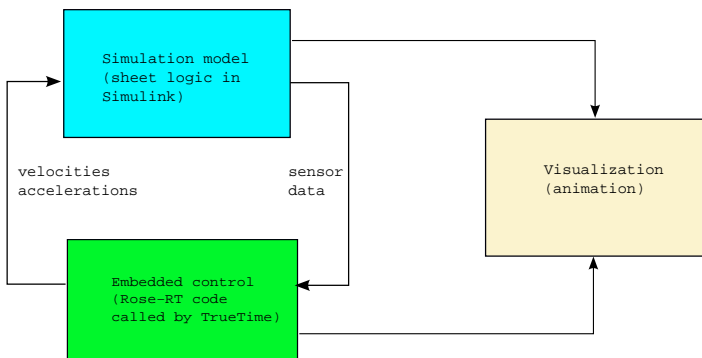 Simulation model
(sheet logic in
Simulink)
velocities
accelerations
sensor
data
Visualization
(animation)
Embedded control
(Rose-RT code
called by TrueTime)